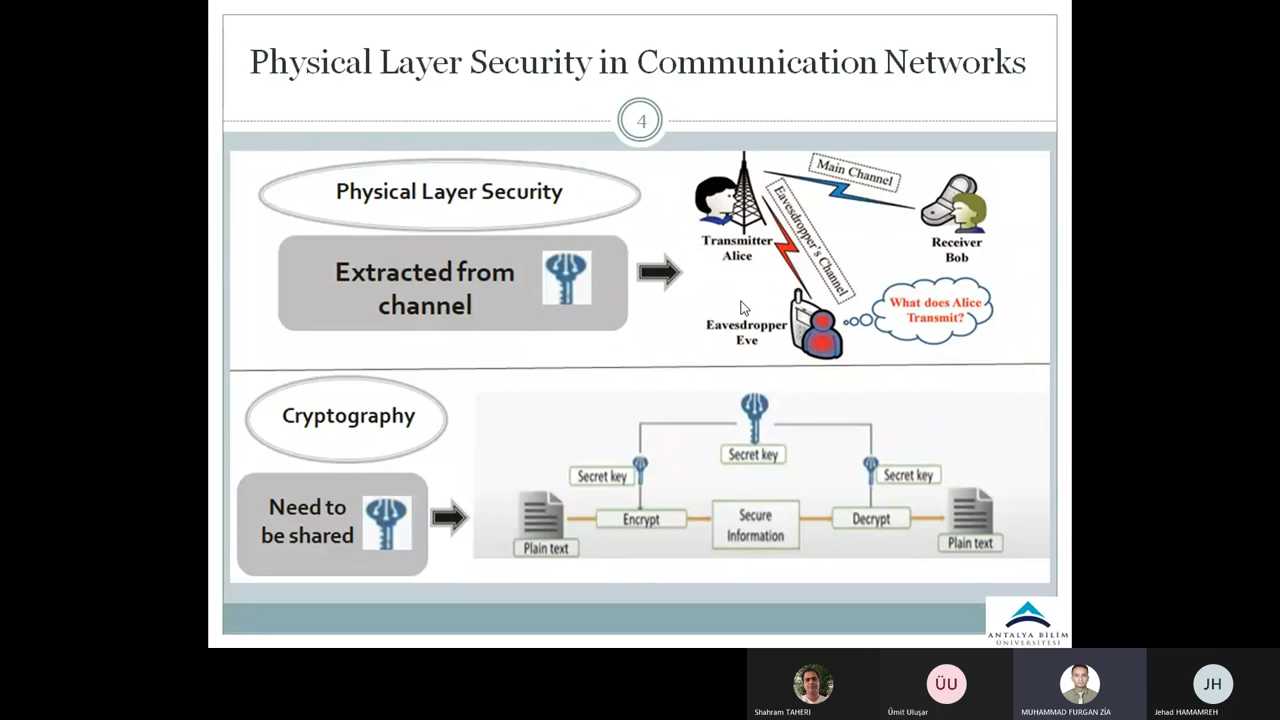 Physical Layer Security in Communication Networks
4
Physical Layer Security
Extracted from
channel
Main Channel
Eavesdropper's Channel
Transmitter
Alice
Receiver
Bob
What does Alice
Transmit?
Eavesdropper
Eve
Cryptography
Need to
be shared
Secret key
Secret key
Secret key
Encrypt
Secure
Information
Decrypt
Plain text
Plain text
ANTALYA BİLİM
ÜNİVERSİTESİ
ÜU
JH
Shahram TAHERI
Ümit Uluşar
MUHAMMAD FURGAN ZİA
Jehad HAMAMREH